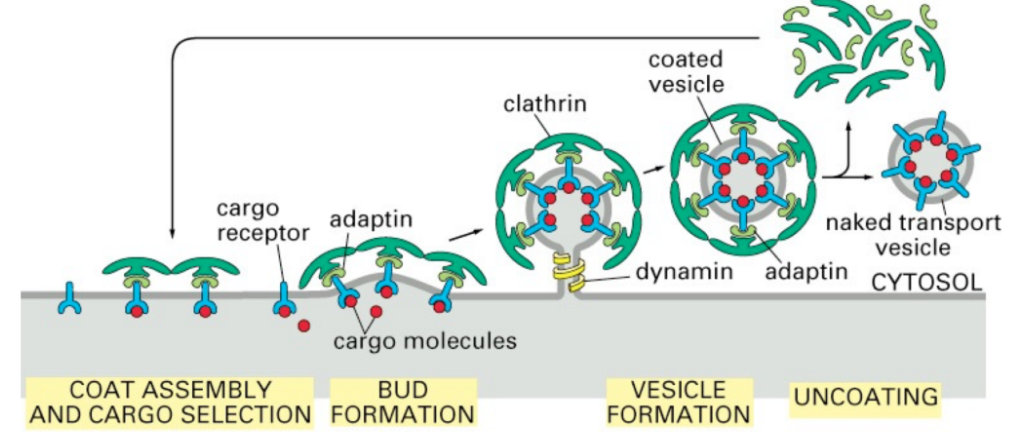 coated
vesicle
clathrin
cargo
receptor
adaptin
naked transport
vesicle
dynamin
adaptin
CYTOSOL
cargo molecules
COAT ASSEMBLY
AND CARGO SELECTION
BUD
FORMATION
VESICLE
FORMATION
UNCOATING